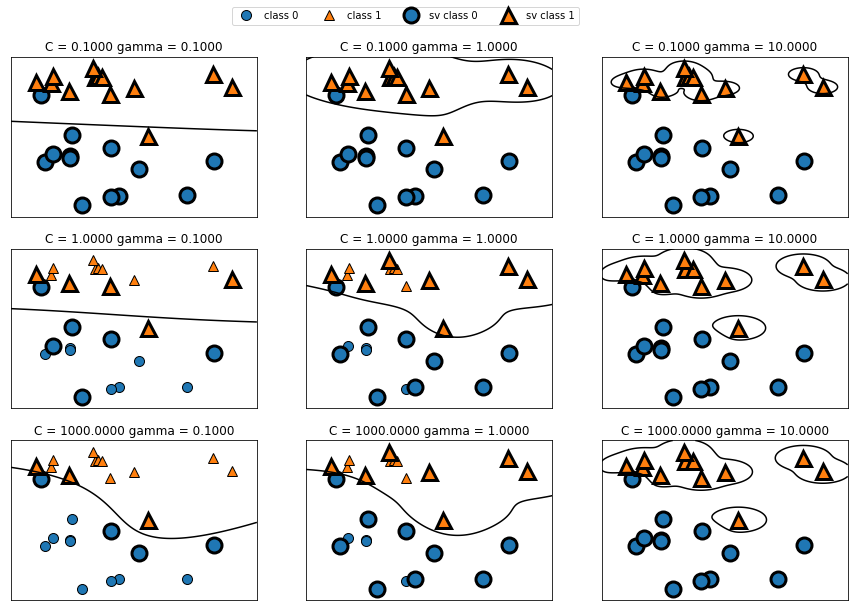 class 0 class 1 sv class 0 sv class 1
C = 0.1000 gamma = 0.1000
C = 0.1000 gamma = 1.0000
C = 0.1000 gamma = 10.0000
C = 1.0000 gamma = 0.1000
C = 1.0000 gamma = 1.0000
C = 1.0000 gamma = 10.0000
C = 1000.0000 gamma = 0.1000
C = 1000.0000 gamma = 1.0000
C = 1000.0000 gamma = 10.0000